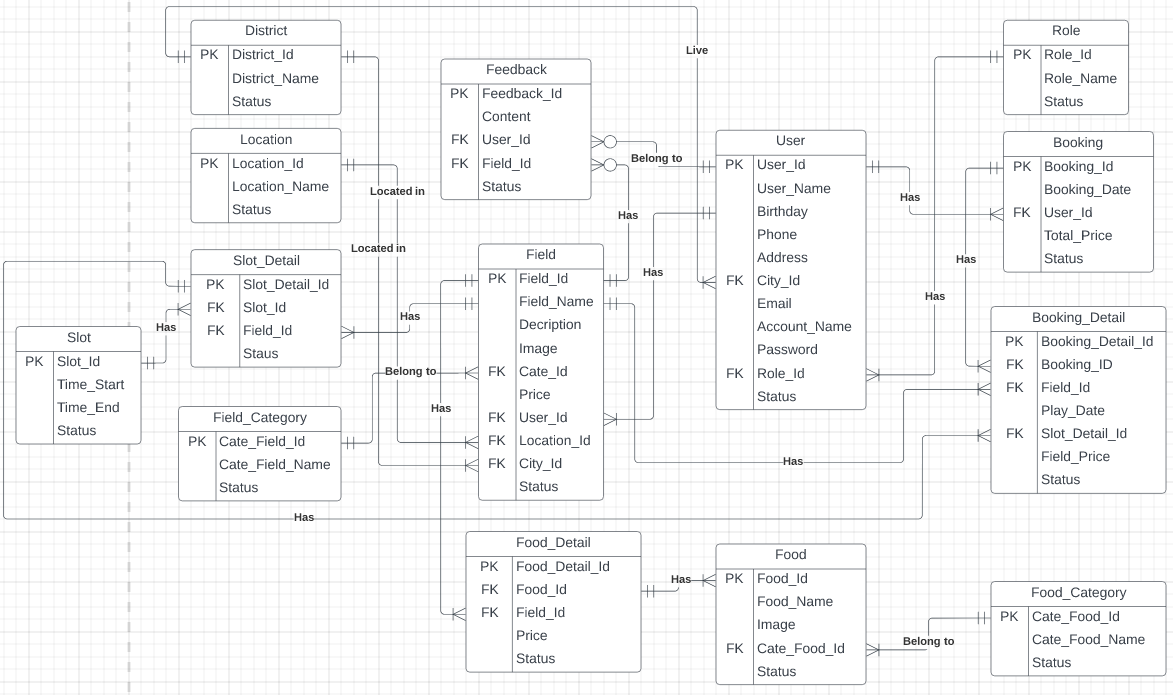 District
PK District_Id
District_Name
Status
Location
PK Location_Id
Location_Name
Status
Slot_Detail
PK Slot_Detail_Id
FK Slot_Id
FK Field_Id
Staus
Slot
PK Slot_Id
Time_Start
Time_End
Status
Field_Category
PK Cate_Field_Id
Cate_Field_Name
Status
Feedback
PK Feedback_Id
Content
FK User_Id
FK Field_Id
Status
Field
PK Field_Id
Field_Name
Decription
Image
FK Cate_Id
Price
FK User_Id
FK Location_Id
FK City_Id
Status
Food_Detail
PK Food_Detail_Id
FK Food_Id
FK Field_Id
Price
Status
User
PK User_Id
User_Name
Birthday
Phone
Address
FK City_Id
Email
Account_Name
Password
FK Role_Id
Status
Food
PK Food_Id
Food_Name
Image
FK Cate_Food_Id
Status
Role
PK Role_Id
Role_Name
Status
Booking
PK Booking_Id
Booking_Date
FK User_Id
Total_Price
Status
Booking_Detail
PK Booking_Detail_Id
FK Booking_ID
FK Field_Id
Play_Date
FK Slot_Detail_Id
Field_Price
Status
Food_Category
PK Cate_Food_Id
Cate_Food_Name
Status
Live
Belong to
Located in
Has
Has
Located in
Has
Has
Has
Has
Has
Has
Belong to
Has
Has
Has
Has
Belong to